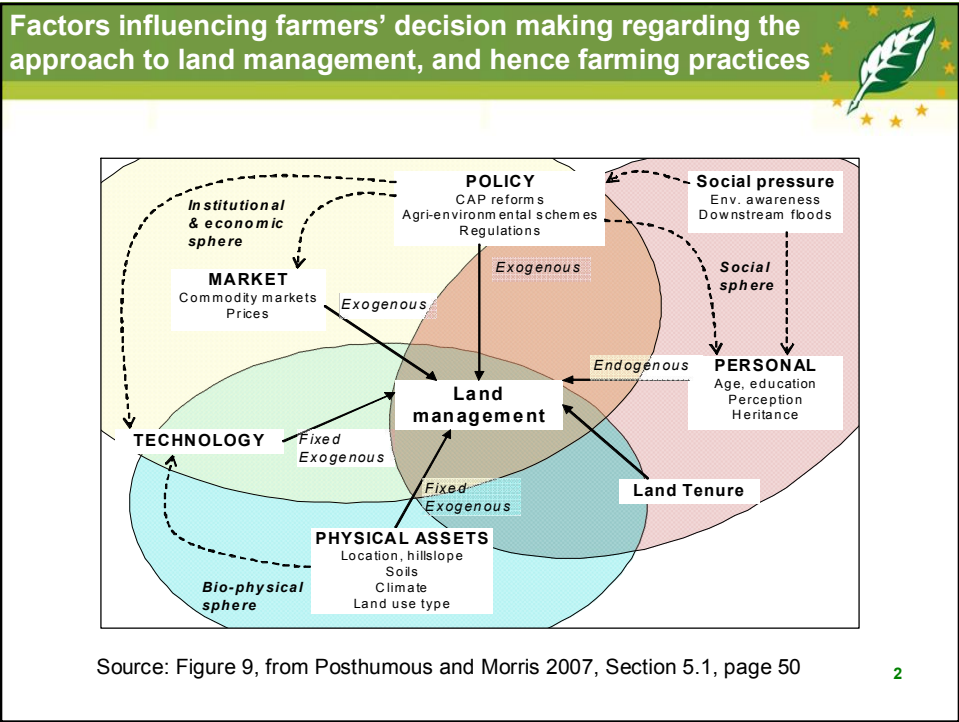 Factors influencing farmers’ decision making regarding the
approach to land management, and hence farming practices
POLICY
CAP reforms
Agri-environmental schemes
Regulations
Social pressure
Env. awareness
Downstream floods
Institutional
& economic
sphere
MARKET
Commodity markets
Prices
Exogenous
Exogenous
Social
sphere
Endogenous
PERSONAL
Age, education
Perception
Heritance
Land
management
TECHNOLOGY
Fixed
Exogenous
Fixed
Exogenous
Land Tenure
PHYSICAL ASSETS
Location, hillslope
Soils
Climate
Land use type
Bio-physical
sphere
Source: Figure 9, from Posthumous and Morris 2007, Section 5.1, page 50
2